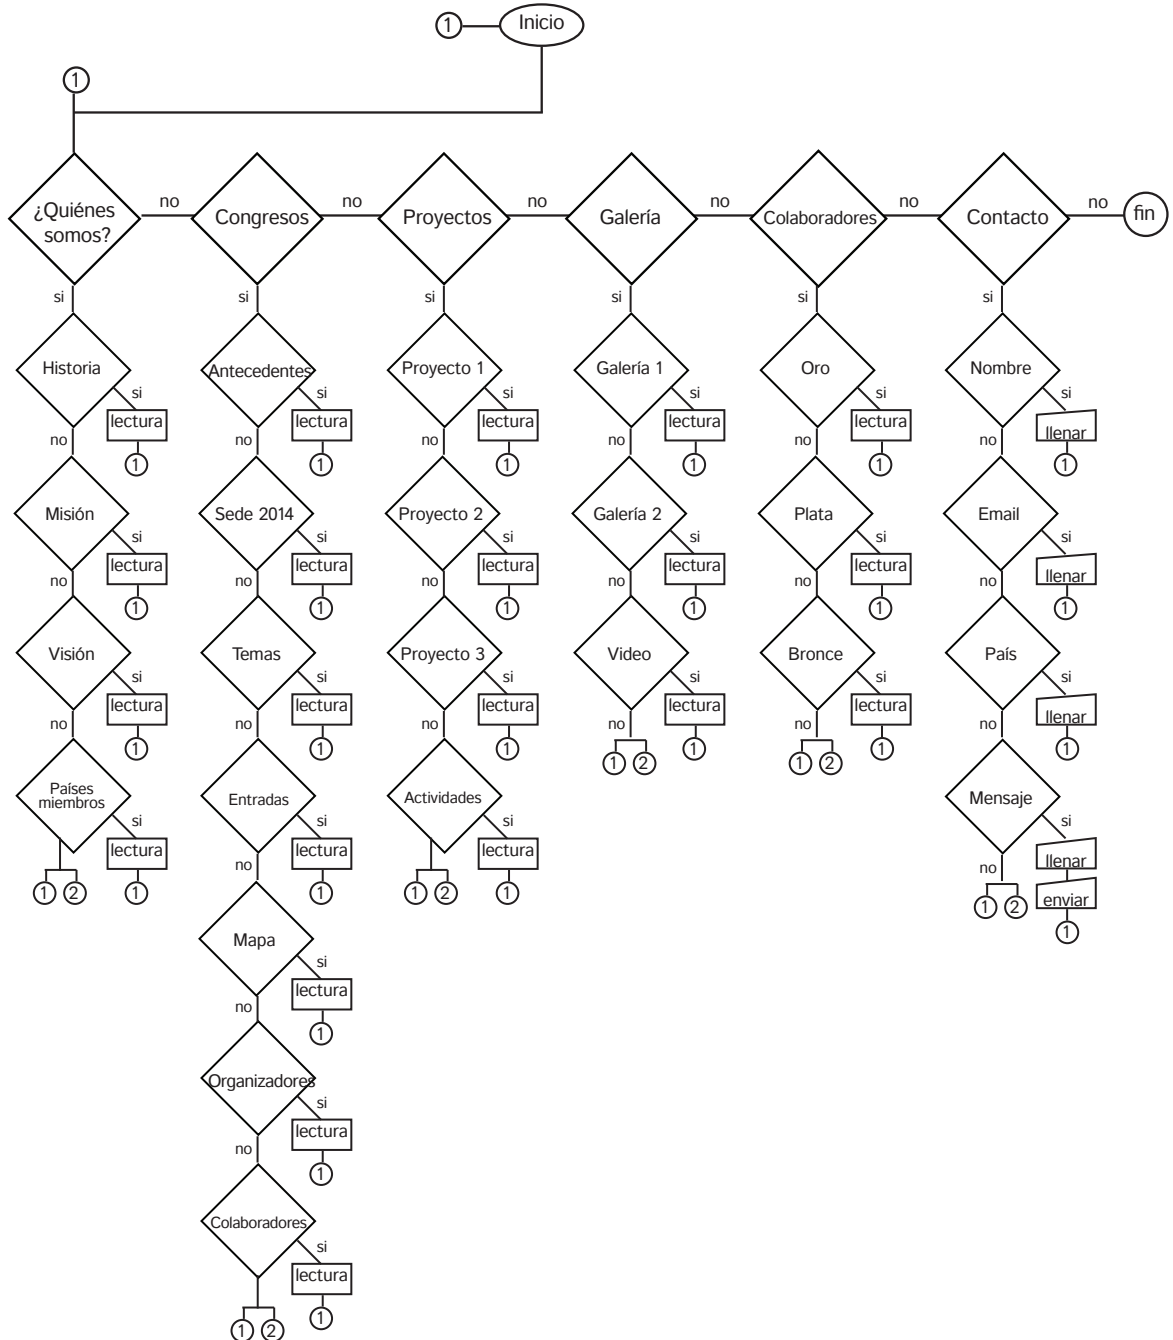 1
Inicio
1
¿Quiénes
somos?
no
Congresos
no
Proyectos
no
Galería
no
Colaboradores
no
Contacto
no
fin
si
si
si
si
si
si
Historia
si
lectura
1
no
Antecedentes
si
lectura
1
no
Proyecto 1
si
lectura
1
no
Galería 1
si
lectura
1
no
Oro
si
lectura
1
no
Nombre
si
llenar
1
no
Misión
si
lectura
1
no
Sede 2014
si
lectura
1
no
Proyecto 2
si
lectura
1
no
Galería 2
si
lectura
1
no
Plata
si
lectura
1
no
Email
si
llenar
1
no
Visión
si
lectura
1
no
Temas
si
lectura
1
no
Proyecto 3
si
lectura
1
no
Video
si
lectura
1
no
1
2
Bronce
si
lectura
1
no
1
2
País
si
llenar
1
no
Países
miembros
si
lectura
1
1
2
Entradas
si
lectura
1
no
Actividades
si
lectura
1
1
2
Mensaje
si
llenar
enviar
1
no
1
2
Mapa
si
lectura
1
no
Organizadores
si
lectura
1
no
Colaboradores
si
lectura
1
1
2